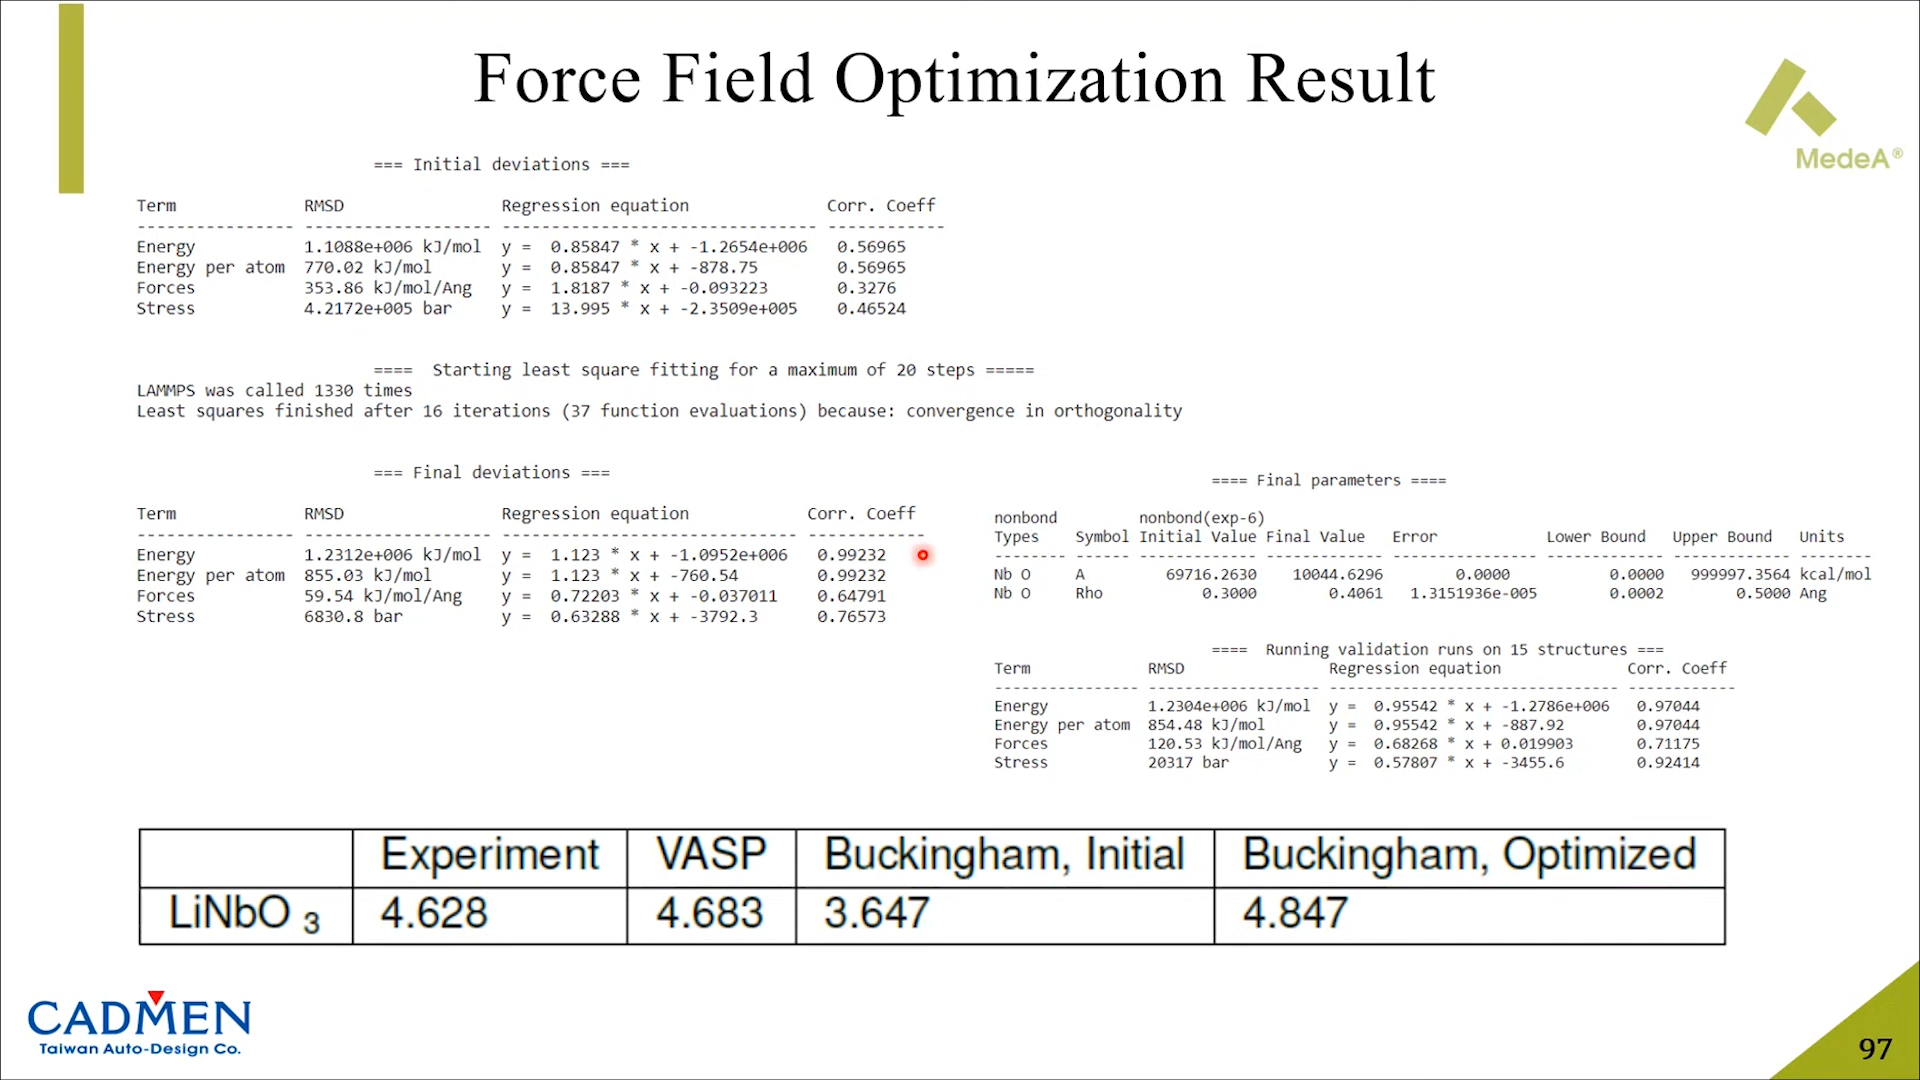 Force Field Optimization Result
MedeA®
=== Initial deviations ===
Term RMSD Regression equation Corr. Coeff
---------------- ------------------- -------------------------------- ------------
Energy 1.1088e+006 kJ/mol y = 0.85847 * x + -1.2654e+006 0.56965
Energy per atom 770.02 kJ/mol y = 0.85847 * x + -878.75 0.56965
Forces 353.86 kJ/mol/Ang y = 1.8187 * x + -0.093223 0.3276
Stress 4.2172e+005 bar y = 13.995 * x + -2.3509e+005 0.46524
==== Starting least square fitting for a maximum of 20 steps =====
LAMMPS was called 1330 times
Least squares finished after 16 iterations (37 function evaluations) because: convergence in orthogonality
=== Final deviations ===
Term RMSD Regression equation Corr. Coeff
---------------- ------------------- ------------------------------ ------------
Energy 1.2312e+006 kJ/mol y = 1.123 * x + -1.0952e+006 0.99232
Energy per atom 855.03 kJ/mol y = 1.123 * x + -760.54 0.99232
Forces 59.54 kJ/mol/Ang y = 0.72203 * x + -0.037011 0.64791
Stress 6830.8 bar y = 0.63288 * x + -3792.3 0.76573
==== Final parameters ====
nonbond nonbond(exp-6)
Types Symbol Initial Value Final Value Error Lower Bound Upper Bound Units
-------- ------ ------------- ------------- ---------------- ----------- ------------- --------
Nb O A 69716.2630 10044.6296 0.0000 0.0000 999997.3564 kcal/mol
Nb O Rho 0.3000 0.4061 1.3151936e-005 0.0002 0.5000 Ang
==== Running validation runs on 15 structures ===
Term RMSD Regression equation Corr. Coeff
---------------- ------------------- -------------------------------- ------------
Energy 1.2304e+006 kJ/mol y = 0.95542 * x + -1.2786e+006 0.97044
Energy per atom 854.48 kJ/mol y = 0.95542 * x + -887.92 0.97044
Forces 120.53 kJ/mol/Ang y = 0.68268 * x + 0.019903 0.71175
Stress 20317 bar y = 0.57807 * x + -3455.6 0.92414
Experiment VASP Buckingham, Initial Buckingham, Optimized
LiNbO 3 4.628 4.683 3.647 4.847
CADMEN
Taiwan Auto-Design Co.
97